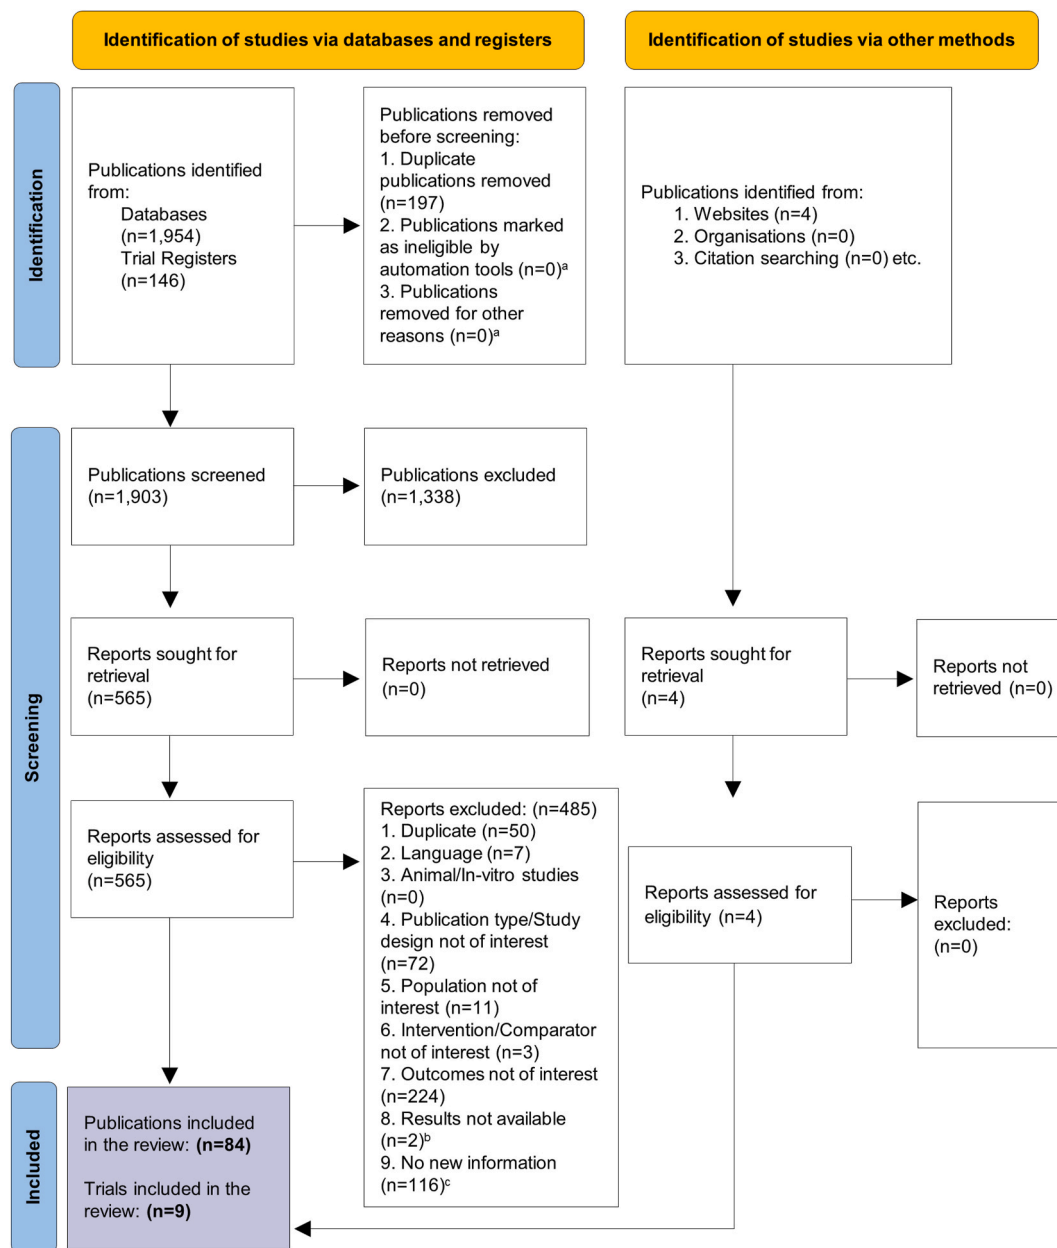 Identification of studies via databases and registers
Identification of studies via other methods
Identification
Publications identified
from:
Databases
(n=1,954)
Trial Registers
(n=146)
Publications removed
before screening:
1. Duplicate
publications removed
(n=197)
2. Publications marked
as ineligible by
automation tools (n=0)ᵃ
3. Publications
removed for other
reasons (n=0)ᵃ
Publications identified from:
1. Websites (n=4)
2. Organisations (n=0)
3. Citation searching (n=0) etc.
Screening
Publications screened
(n=1,903)
Publications excluded
(n=1,338)
Reports sought for
retrieval
(n=565)
Reports not retrieved
(n=0)
Reports sought for
retrieval
(n=4)
Reports not
retrieved (n=0)
Reports assessed for
eligibility
(n=565)
Reports excluded: (n=485)
1. Duplicate (n=50)
2. Language (n=7)
3. Animal/In-vitro studies
(n=0)
4. Publication type/Study
design not of interest
(n=72)
5. Population not of
interest (n=11)
6. Intervention/Comparator
not of interest (n=3)
7. Outcomes not of interest
(n=224)
8. Results not available
(n=2)ᵇ
9. No new information
(n=116)ᶜ
Reports assessed for
eligibility (n=4)
Reports
excluded:
(n=0)
Included
Publications included
in the review: (n=84)
Trials included in the
review: (n=9)